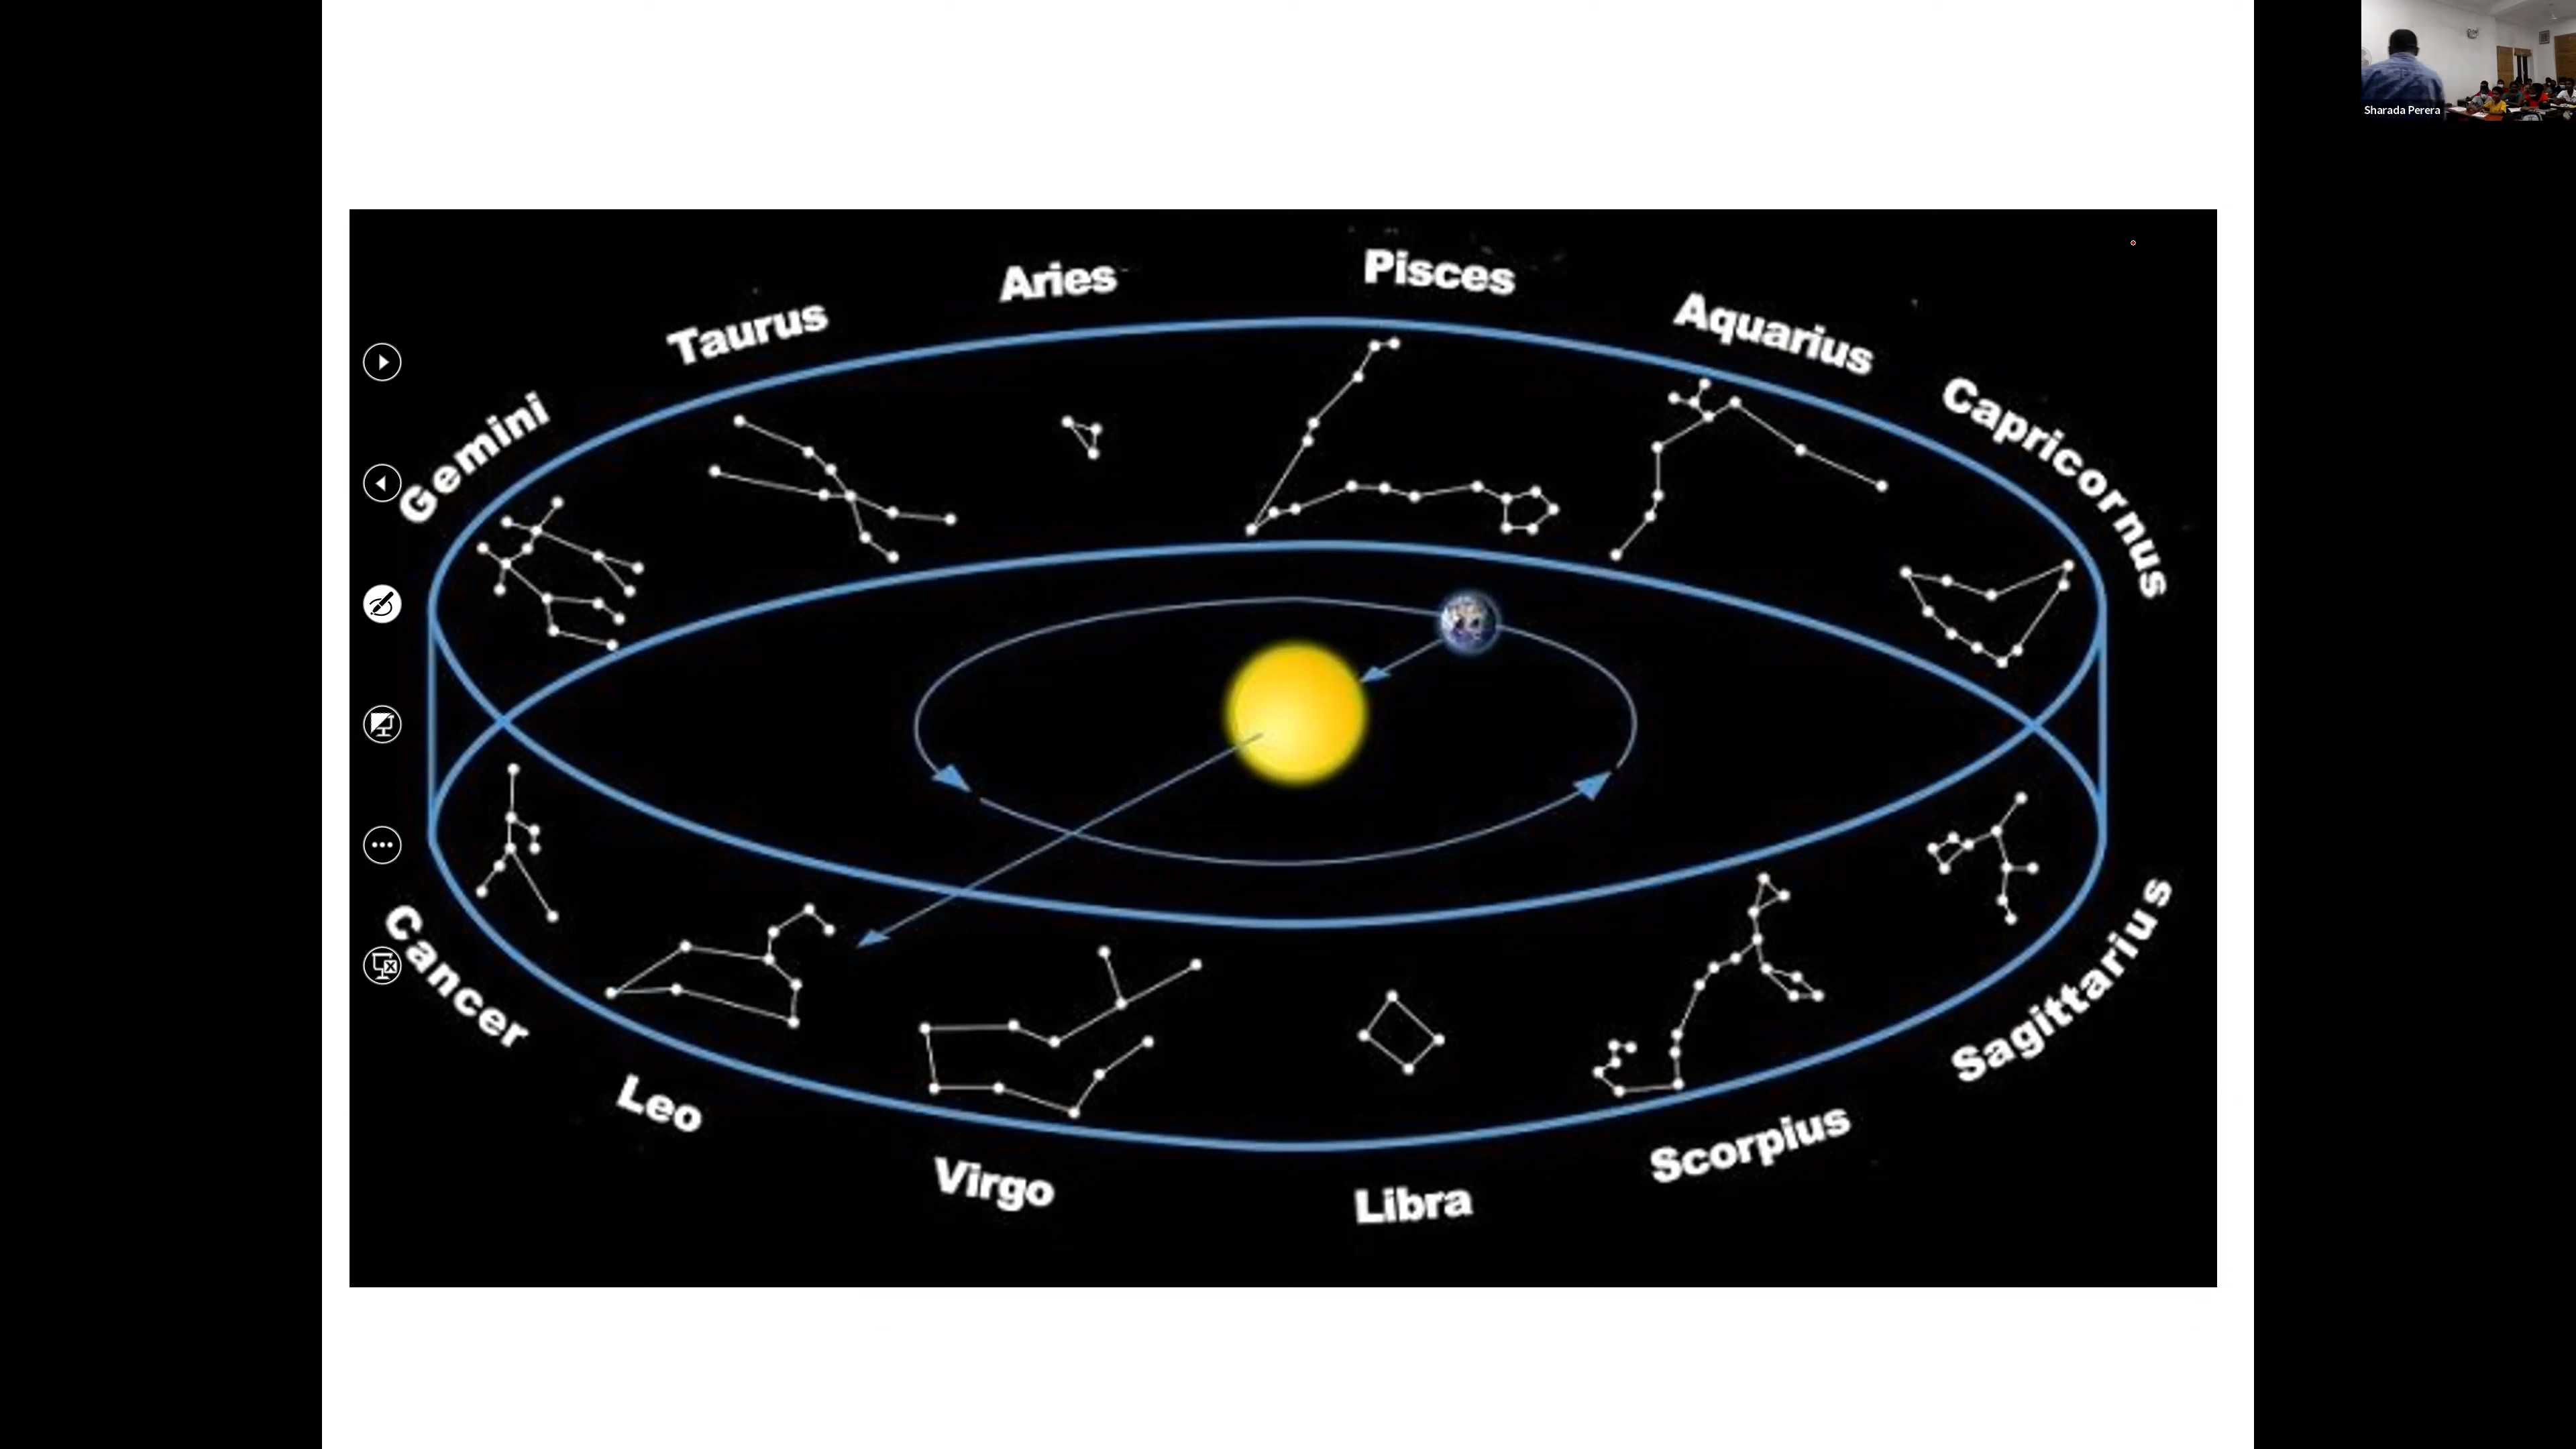 Sharada Perera
Pisces
Aries
Aquarius
Taurus
Capricornus
Gemini
Cancer
Sagittarius
Leo
Scorpius
Virgo
Libra